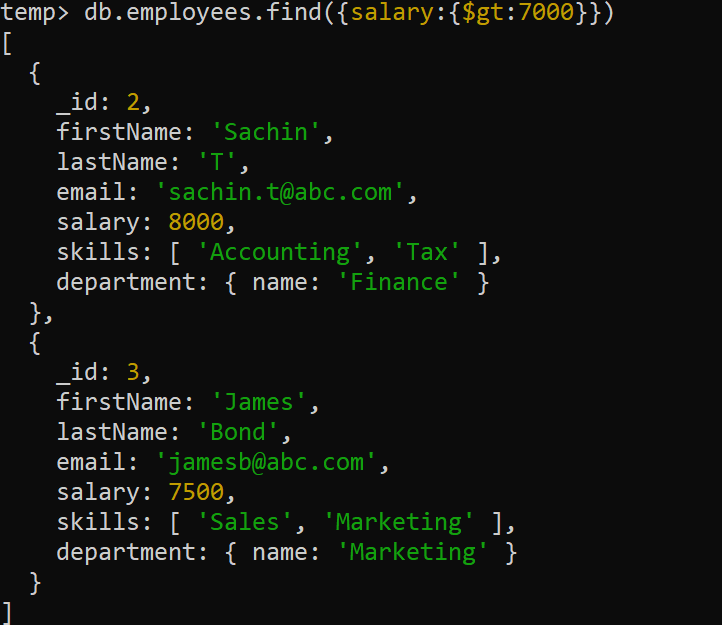 temp> db.employees.find({salary:{$gt:7000}})
[
  {
    _id: 2,
    firstName: 'Sachin',
    lastName: 'T',
    email: 'sachin.t@abc.com',
    salary: 8000,
    skills: [ 'Accounting', 'Tax' ],
    department: { name: 'Finance' }
  },
  {
    _id: 3,
    firstName: 'James',
    lastName: 'Bond',
    email: 'jamesb@abc.com',
    salary: 7500,
    skills: [ 'Sales', 'Marketing' ],
    department: { name: 'Marketing' }
  }
]